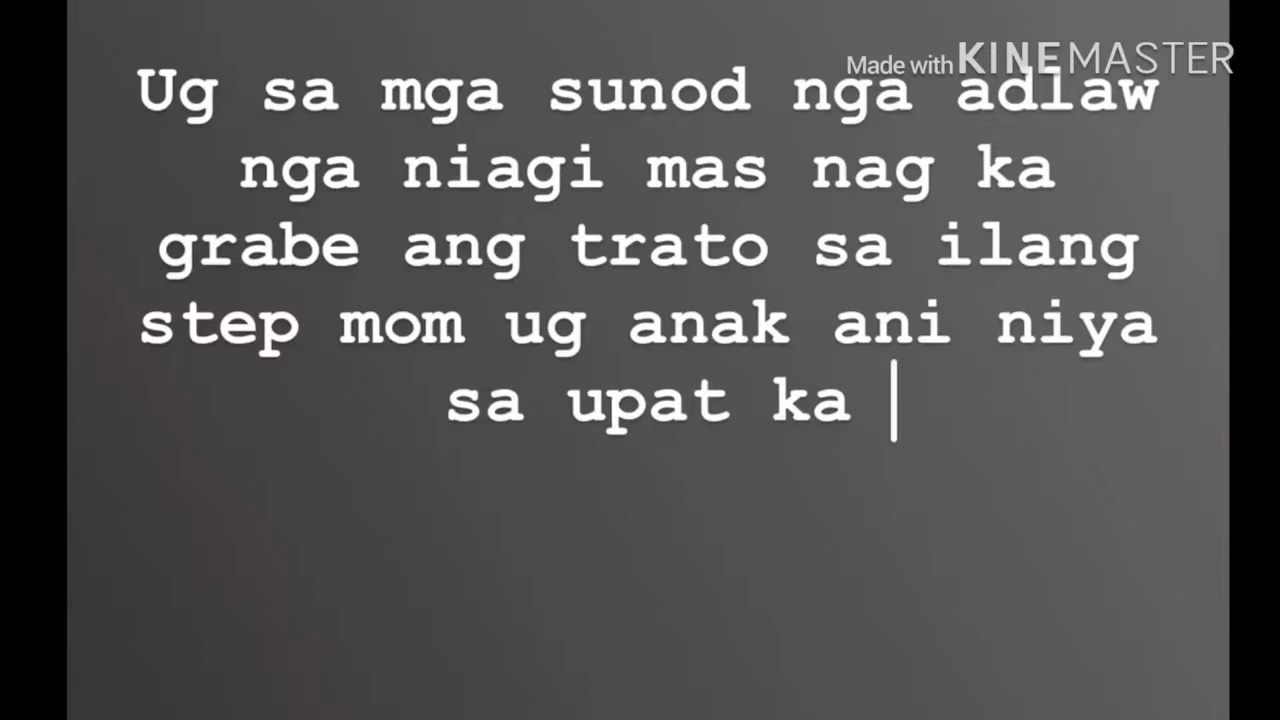 Made with KINEMASTER
Ug sa mga sunod nga adlaw
nga niagi mas nag ka
grabe ang trato sa ilang
step mom ug anak ani niya
sa upat ka